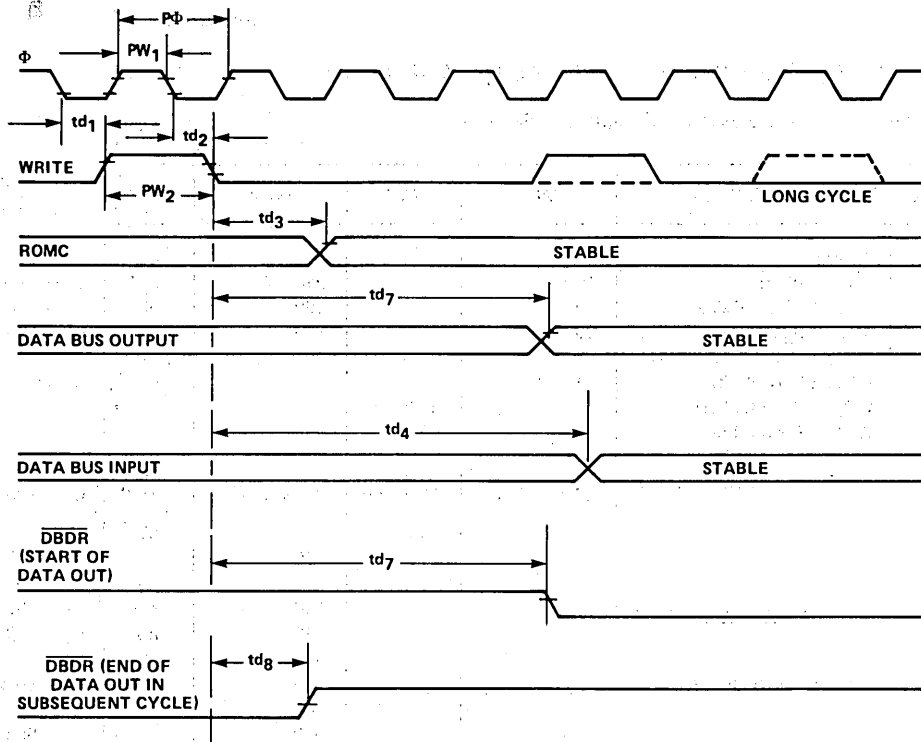 PΦ
PW1
Φ
td1
td2
WRITE
PW2
LONG CYCLE
td3
ROMC
STABLE
td7
DATA BUS OUTPUT
STABLE
td4
DATA BUS INPUT
STABLE
DBDR
(START OF
DATA OUT)
td7
DBDR (END OF
DATA OUT IN
SUBSEQUENT CYCLE)
td8